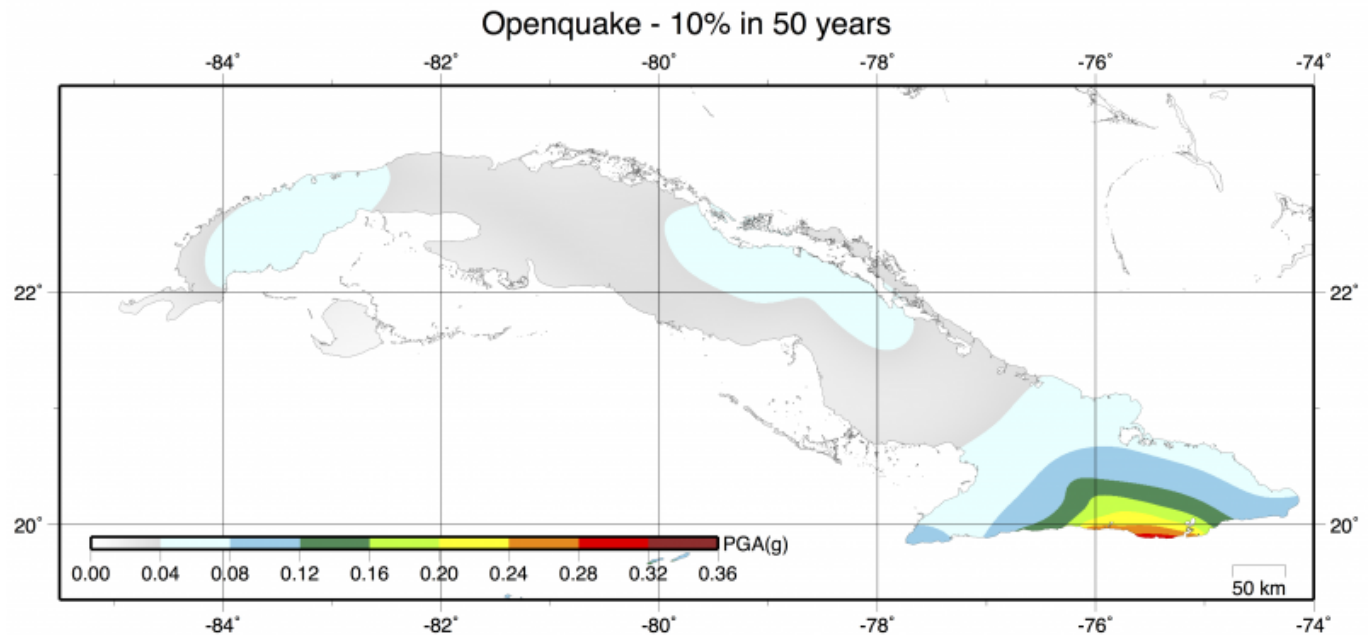 Openquake - 10% in 50 years
-84° -82° -80° -78° -76° -74°
22° 22°
20° 20°
PGA(g)
0.00 0.04 0.08 0.12 0.16 0.20 0.24 0.28 0.32 0.36
50 km
-84° -82° -80° -78° -76° -74°